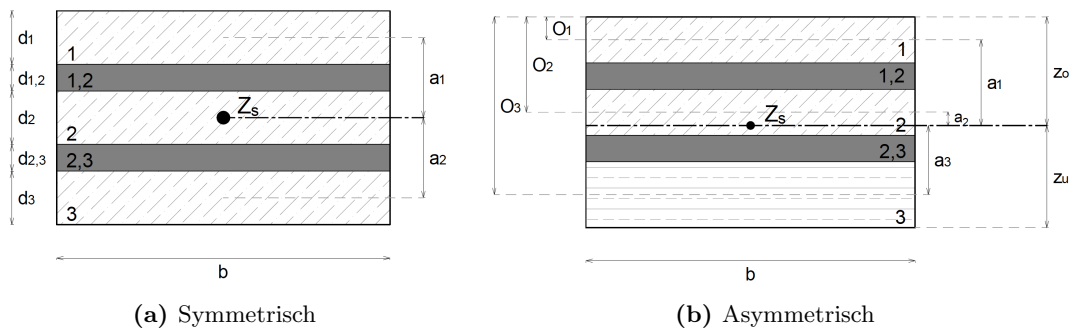 d1
d1,2
d2
d2,3
d3
1
1,2
2
2,3
3
Zs
a1
a2
b
(a) Symmetrisch
O1
O2
O3
1
1,2
2
2,3
3
Zs
a1
a2
a3
zo
zu
b
(b) Asymmetrisch